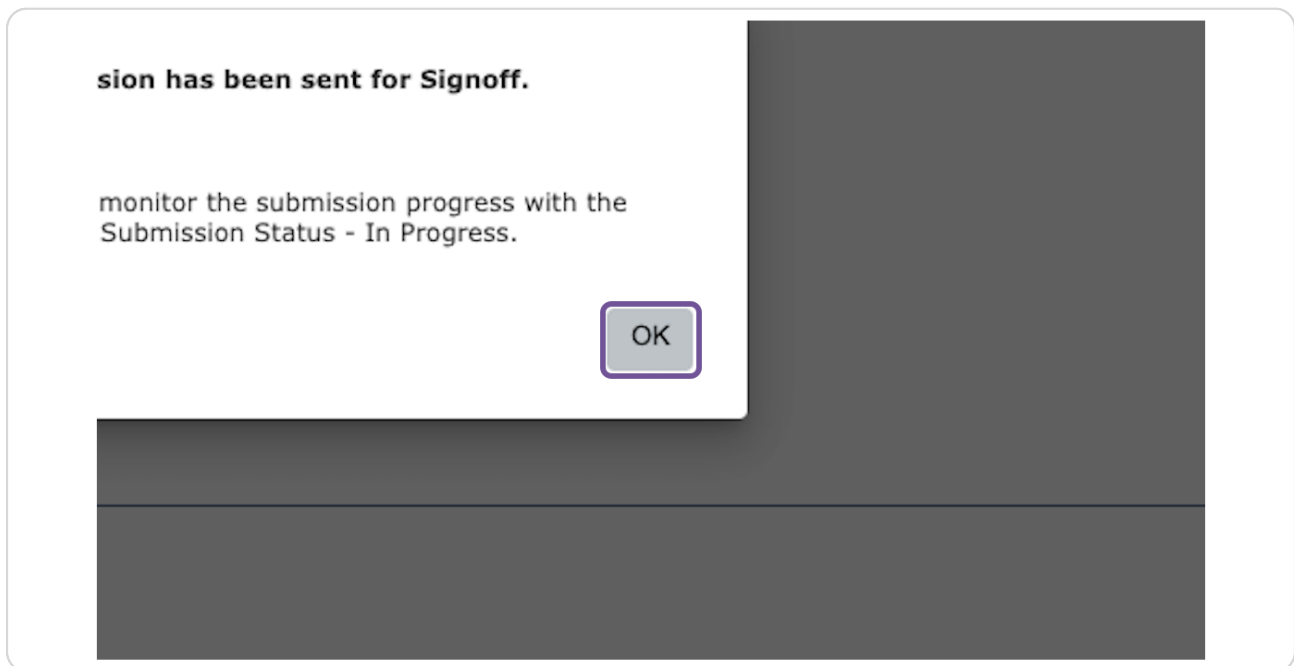 sion has been sent for Signoff.
monitor the submission progress with the
Submission Status - In Progress.
OK